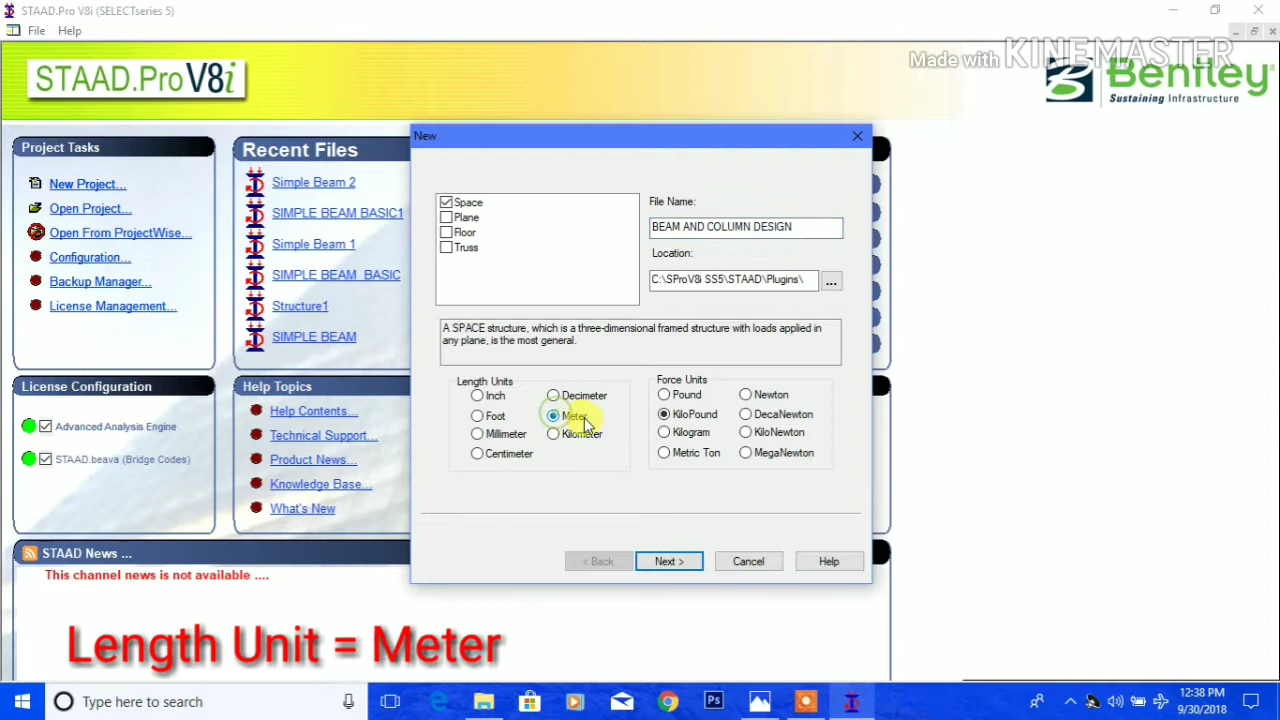 STAAD.Pro V8i (SELECTseries 5)
File Help
Made with KINEMASTER
STAAD.Pro V8i
Bentley
Sustaining Infrastructure
Project Tasks
New Project...
Open Project...
Open From ProjectWise...
Configuration...
Backup Manager...
License Management...
Recent Files
Simple Beam 2
SIMPLE BEAM BASIC1
Simple Beam 1
SIMPLE BEAM BASIC
Structure1
SIMPLE BEAM
New
Space
Plane
Floor
Truss
File Name:
BEAM AND COLUMN DESIGN
Location:
C:\SProV8i SS5\STAAD\Plugins\
...
A SPACE structure, which is a three-dimensional framed structure with loads applied in
any plane, is the most general.
Length Units
Inch Decimeter
Foot Meter
Millimeter Kilometer
Centimeter
Force Units
Pound Newton
KiloPound DecaNewton
Kilogram KiloNewton
Metric Ton MegaNewton
< Back Next > Cancel Help
License Configuration
Advanced Analysis Engine
STAAD.beava (Bridge Codes)
Help Topics
Help Contents...
Technical Support...
Product News...
Knowledge Base...
What's New
STAAD News ...
This channel news is not available ....
Length Unit = Meter
Type here to search
Ps
12:38 PM
9/30/2018